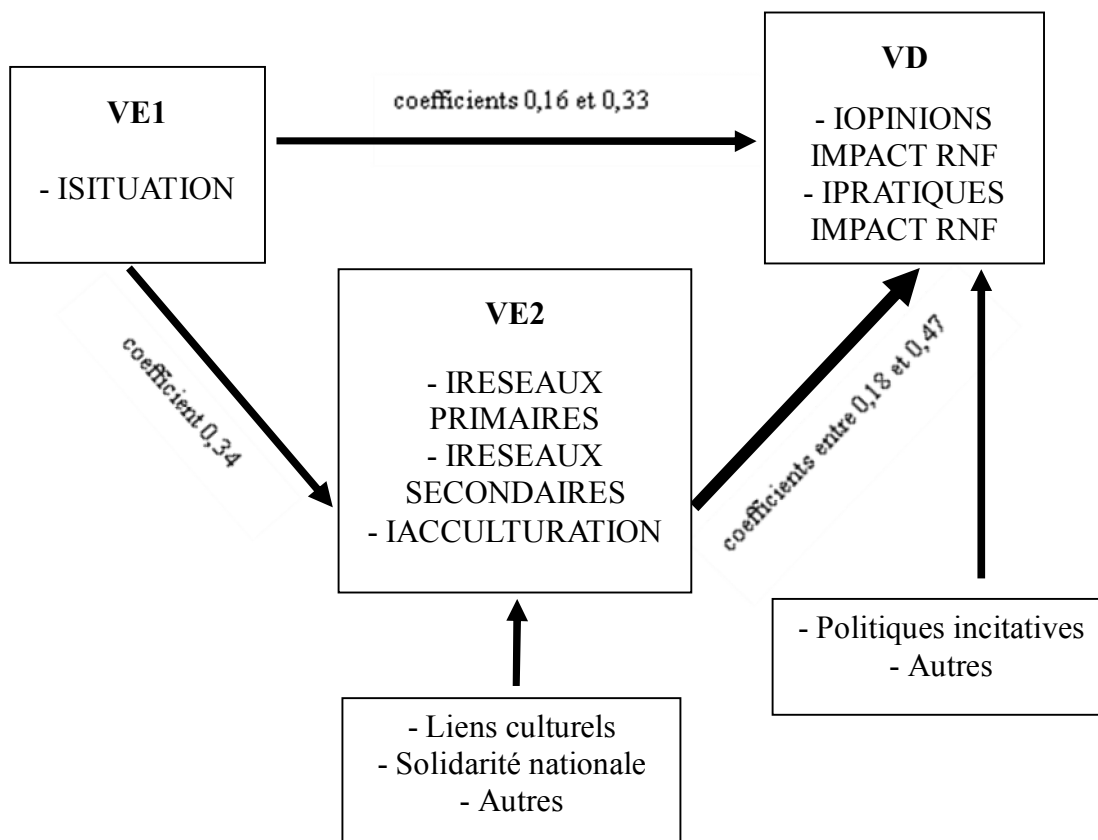 VE1
- ISITUATION
coefficients 0,16 et 0,33
VD
- IOPINIONS
IMPACT RNF
- IPRATIQUES
IMPACT RNF
coefficient 0,34
VE2
- IRESEAUX
PRIMAIRES
- IRESEAUX
SECONDAIRES
- IACCULTURATION
coefficients entre 0,18 et 0,47
- Politiques incitatives
- Autres
- Liens culturels
- Solidarité nationale
- Autres